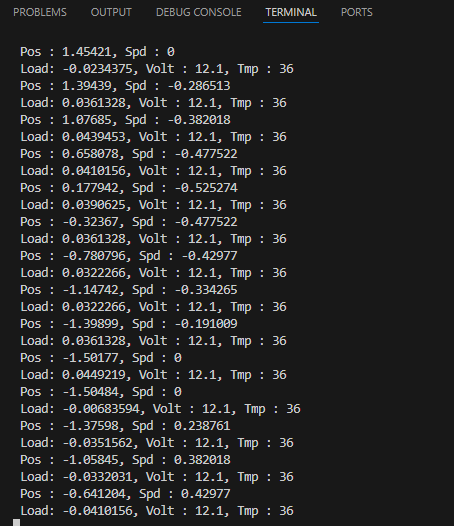 PROBLEMS OUTPUT DEBUG CONSOLE TERMINAL PORTS
Pos : 1.45421, Spd : 0
Load: -0.0234375, Volt : 12.1, Tmp : 36
Pos : 1.39439, Spd : -0.286513
Load: 0.0361328, Volt : 12.1, Tmp : 36
Pos : 1.07685, Spd : -0.382018
Load: 0.0439453, Volt : 12.1, Tmp : 36
Pos : 0.658078, Spd : -0.477522
Load: 0.0410156, Volt : 12.1, Tmp : 36
Pos : 0.177942, Spd : -0.525274
Load: 0.0390625, Volt : 12.1, Tmp : 36
Pos : -0.32367, Spd : -0.477522
Load: 0.0361328, Volt : 12.1, Tmp : 36
Pos : -0.780796, Spd : -0.42977
Load: 0.0322266, Volt : 12.1, Tmp : 36
Pos : -1.14742, Spd : -0.334265
Load: 0.0322266, Volt : 12.1, Tmp : 36
Pos : -1.39899, Spd : -0.191009
Load: 0.0361328, Volt : 12.1, Tmp : 36
Pos : -1.50177, Spd : 0
Load: 0.0449219, Volt : 12.1, Tmp : 36
Pos : -1.50484, Spd : 0
Load: -0.00683594, Volt : 12.1, Tmp : 36
Pos : -1.37598, Spd : 0.238761
Load: -0.0351562, Volt : 12.1, Tmp : 36
Pos : -1.05845, Spd : 0.382018
Load: -0.0332031, Volt : 12.1, Tmp : 36
Pos : -0.641204, Spd : 0.42977
Load: -0.0410156, Volt : 12.1, Tmp : 36